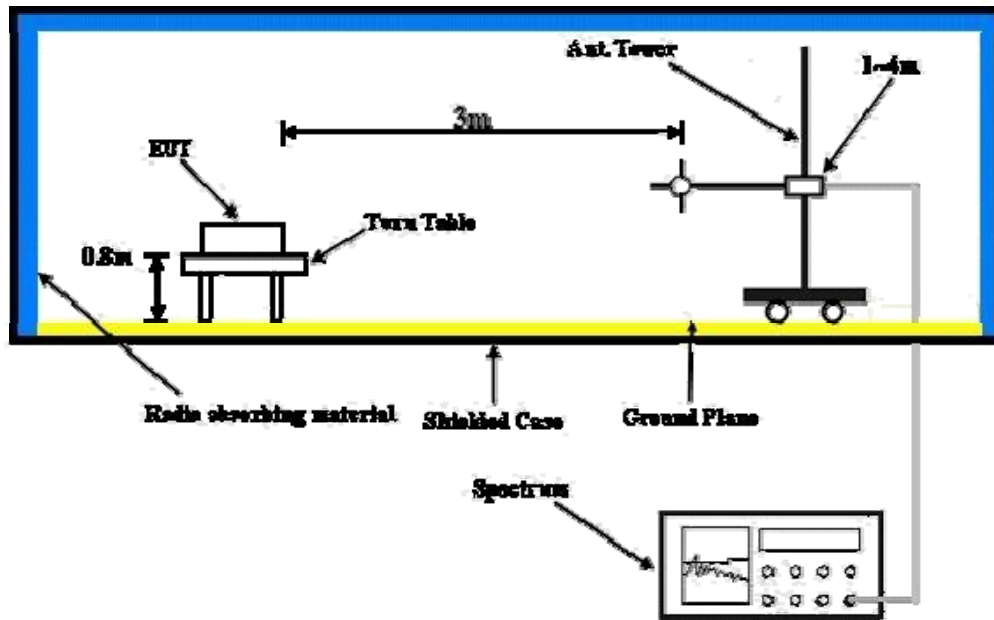 Ant. Tower
1~4m
3m
EUT
Turn Table
0.8m
Radio absorbing material
Shielded Case
Ground Plane
Spectrum